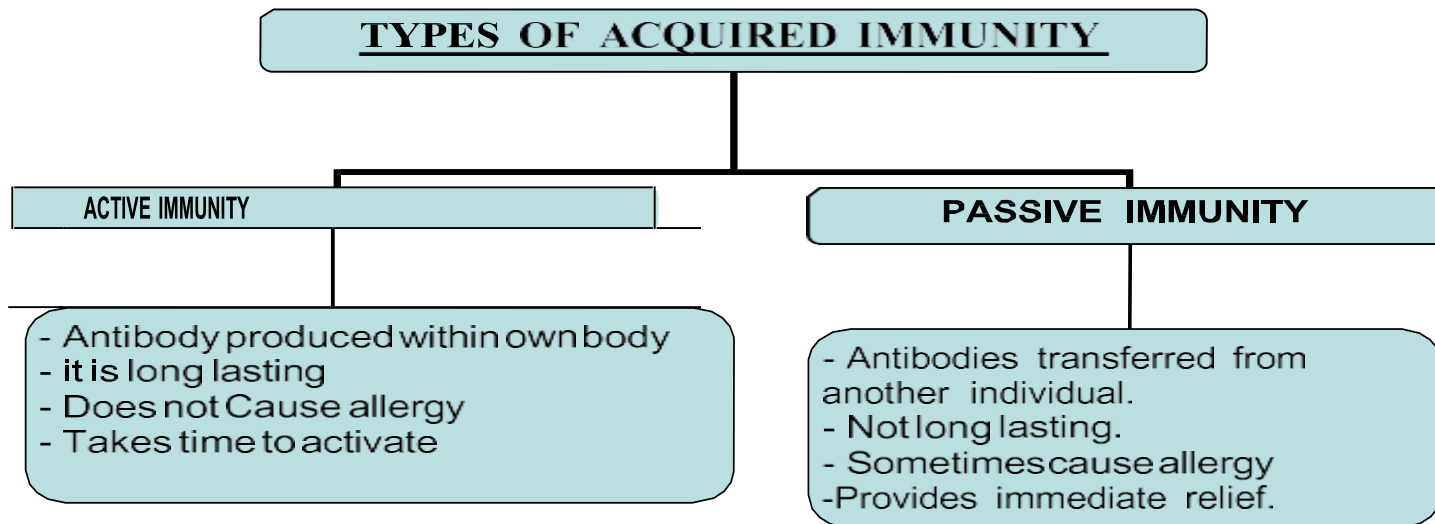 TYPES OF ACQUIRED IMMUNITY
ACTIVE IMMUNITY
- Antibody produced within own body
- it is long lasting
- Does not Cause allergy
- Takes time to activate
PASSIVE IMMUNITY
- Antibodies transferred from
another individual.
- Not long lasting.
- Sometimes cause allergy
-Provides immediate relief.